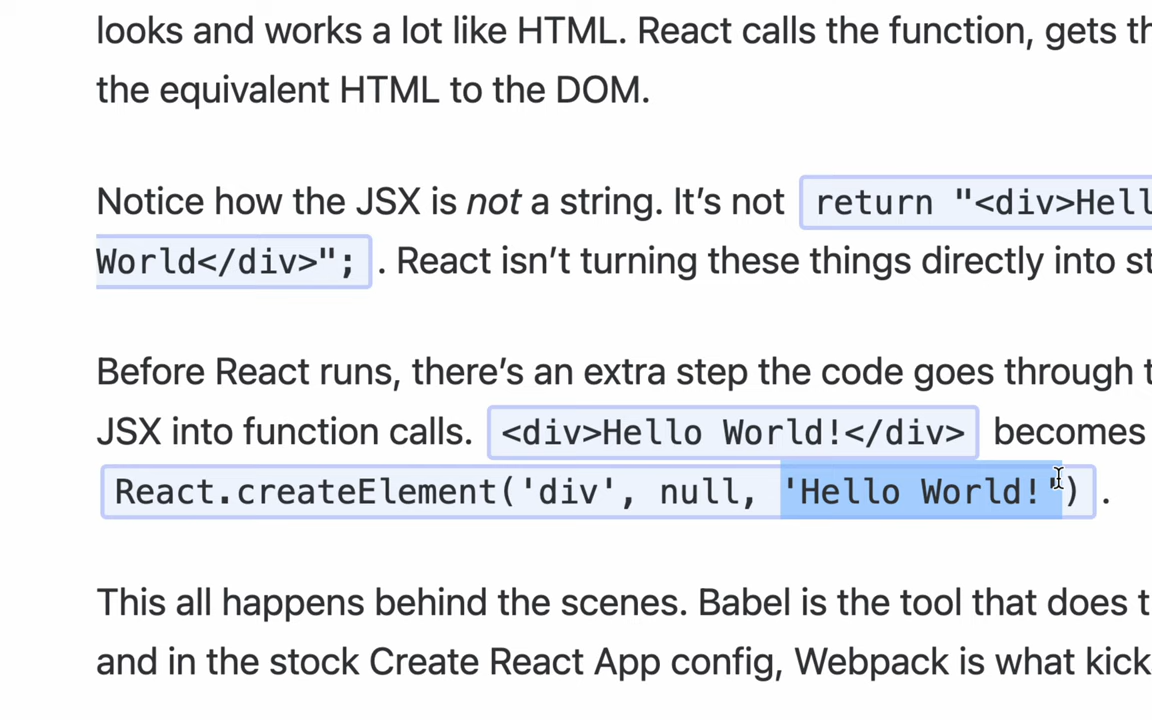 looks and works a lot like HTML. React calls the function, gets
the equivalent HTML to the DOM.
Notice how the JSX is not a string. It’s not return "<div>Hell
World</div>"; . React isn’t turning these things directly into
Before React runs, there’s an extra step the code goes through
JSX into function calls. <div>Hello World!</div> becomes
React.createElement('div', null, 'Hello World!') .
This all happens behind the scenes. Babel is the tool that does
and in the stock Create React App config, Webpack is what kick